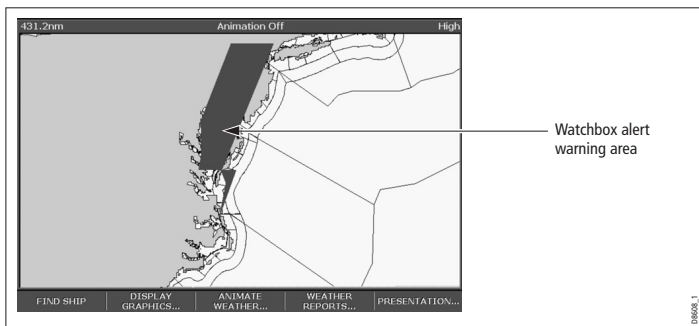 431.2nm Animation Off High
Watchbox alert
warning area
FIND SHIP DISPLAY GRAPHICS... ANIMATE WEATHER... WEATHER REPORTS... PRESENTATION...
D8608_1